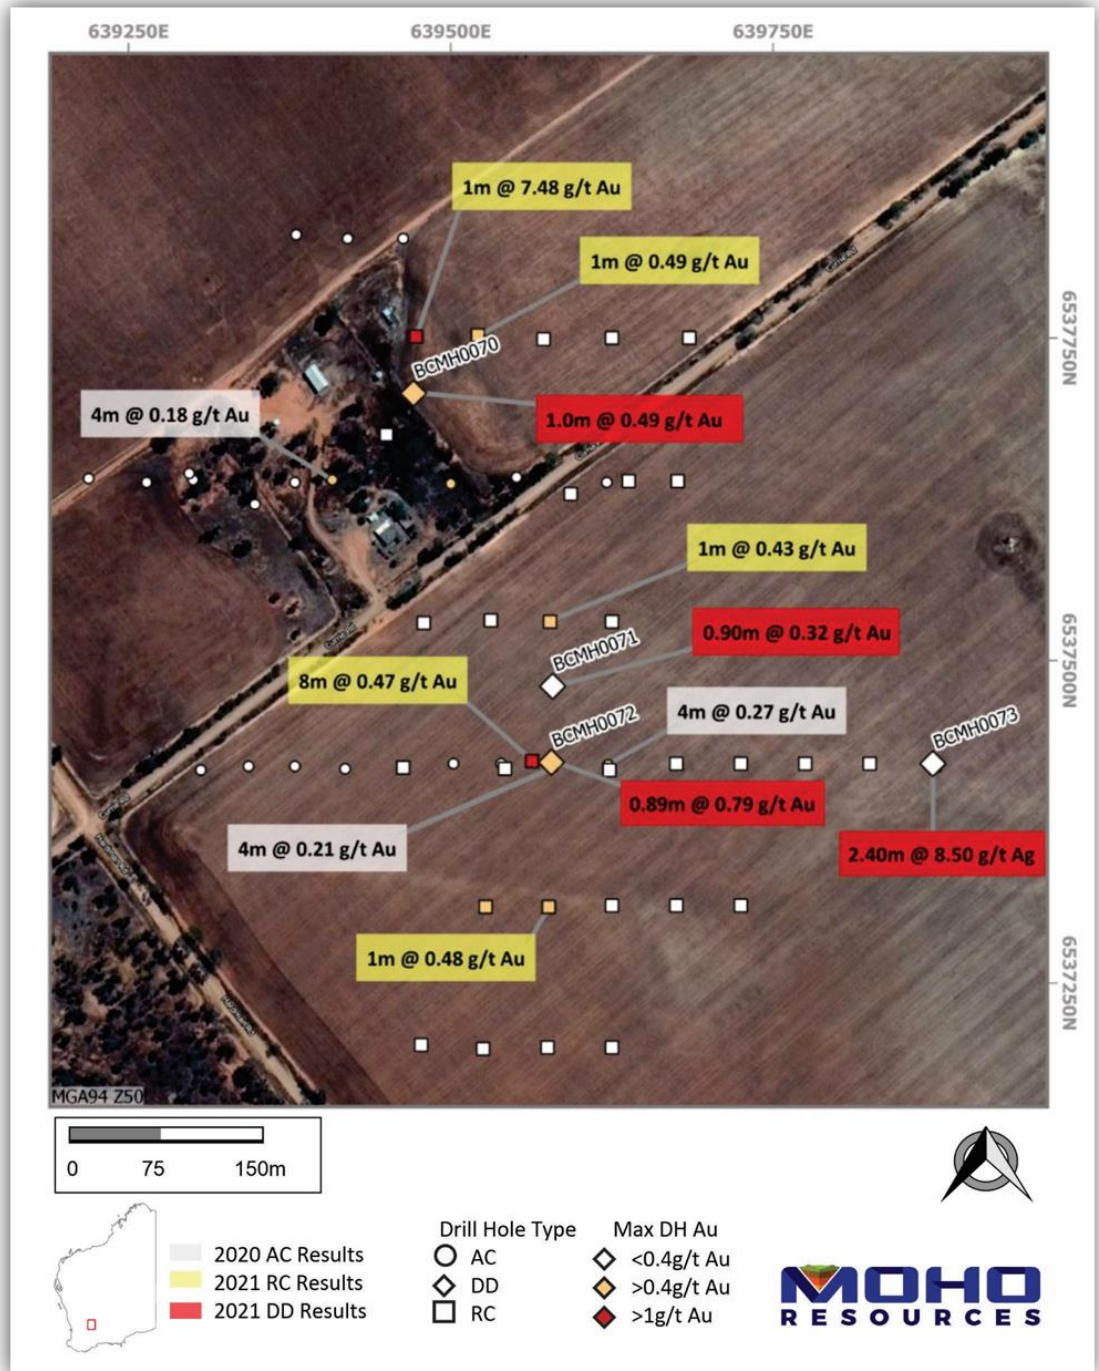 639250E
639500E
639750E
1m @ 7.48 g/t Au
1m @ 0.49 g/t Au
6537750N
BCMH0070
4m @ 0.18 g/t Au
1.0m @ 0.49 g/t Au
1m @ 0.43 g/t Au
0.90m @ 0.32 g/t Au
BCMH0071
6537500N
8m @ 0.47 g/t Au
4m @ 0.27 g/t Au
BCMH0072
BCMH0073
0.89m @ 0.79 g/t Au
4m @ 0.21 g/t Au
2.40m @ 8.50 g/t Ag
1m @ 0.48 g/t Au
6537250N
MGA94 Z50
0 75 150m
2020 AC Results
2021 RC Results
2021 DD Results
Drill Hole Type
AC
DD
RC
Max DH Au
<0.4g/t Au
>0.4g/t Au
>1g/t Au
MOHO
RESOURCES